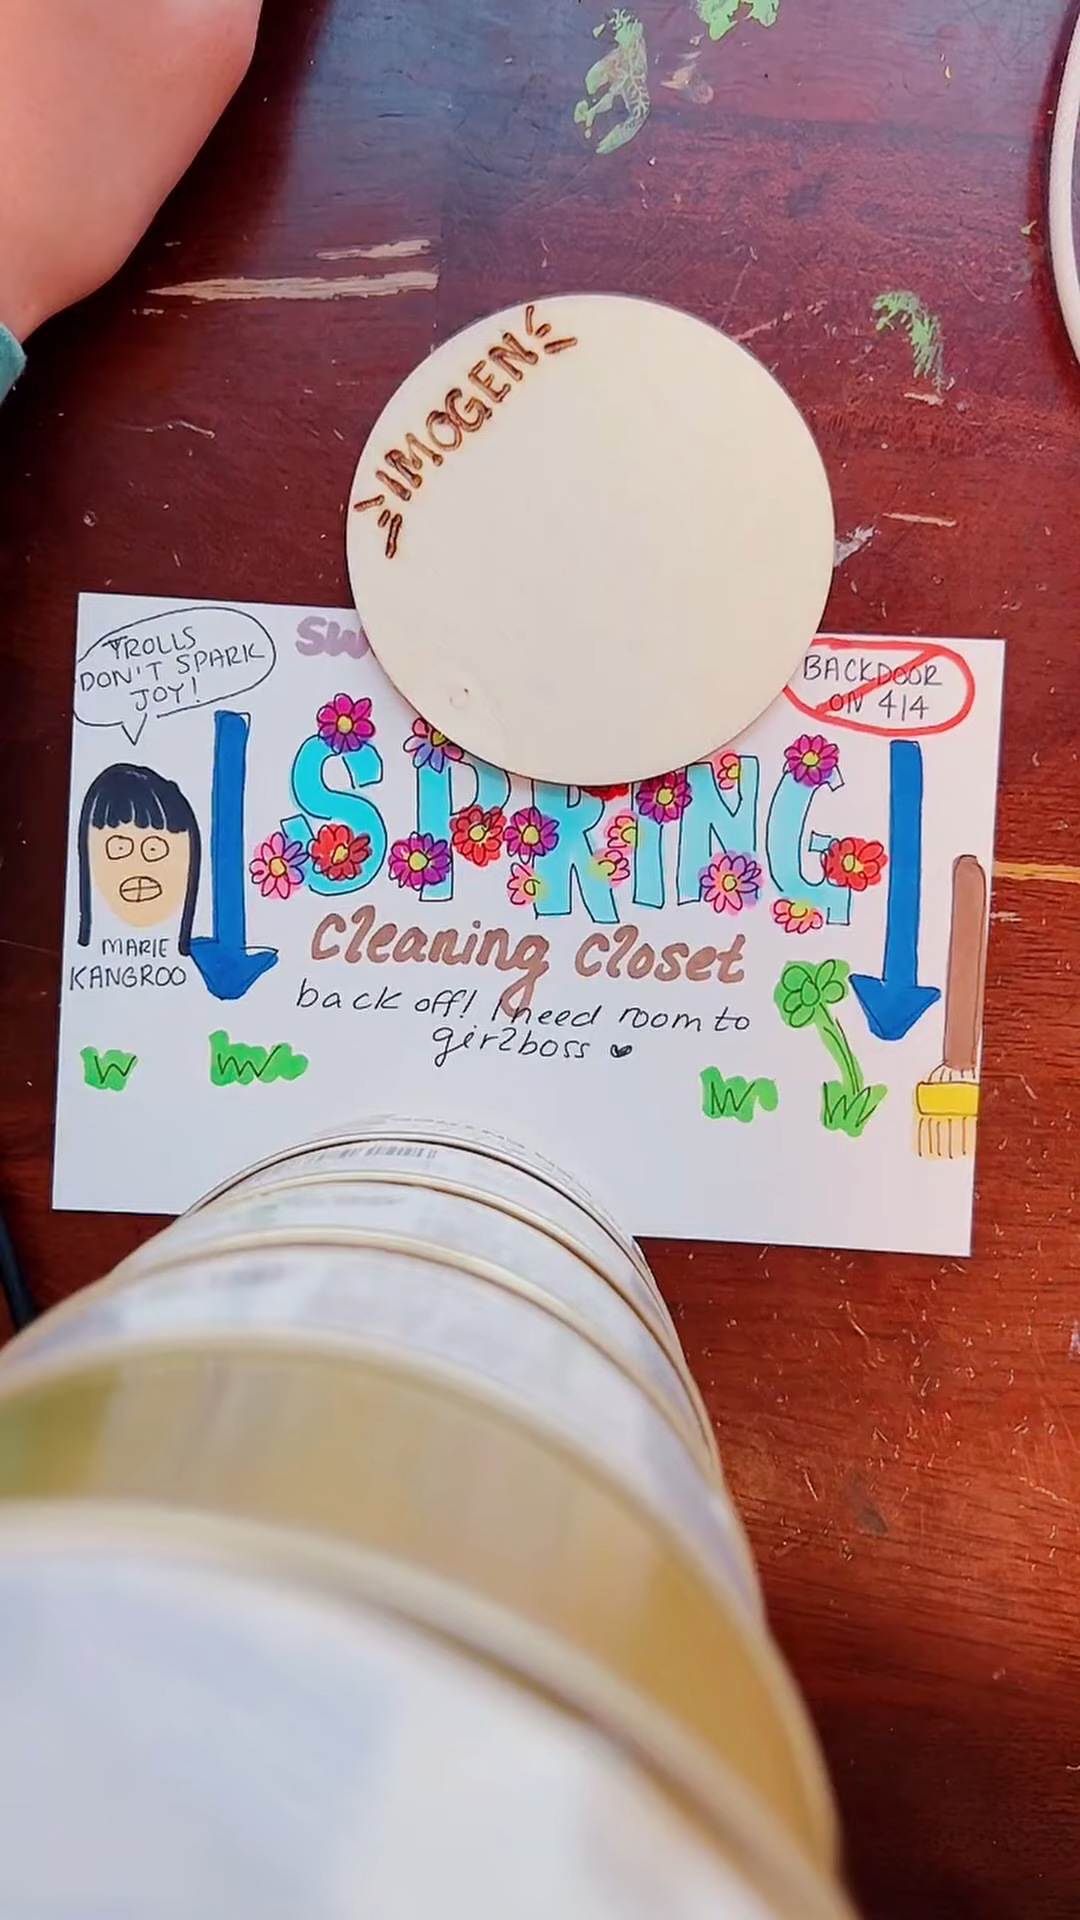 IMOGEN
TROLLS
DON'T SPARK
JOY!
SW
BACKDOOR
ON 4/4
SPRING
Cleaning Closet
MARIE
KANGROO
back off! I need room to
girlboss